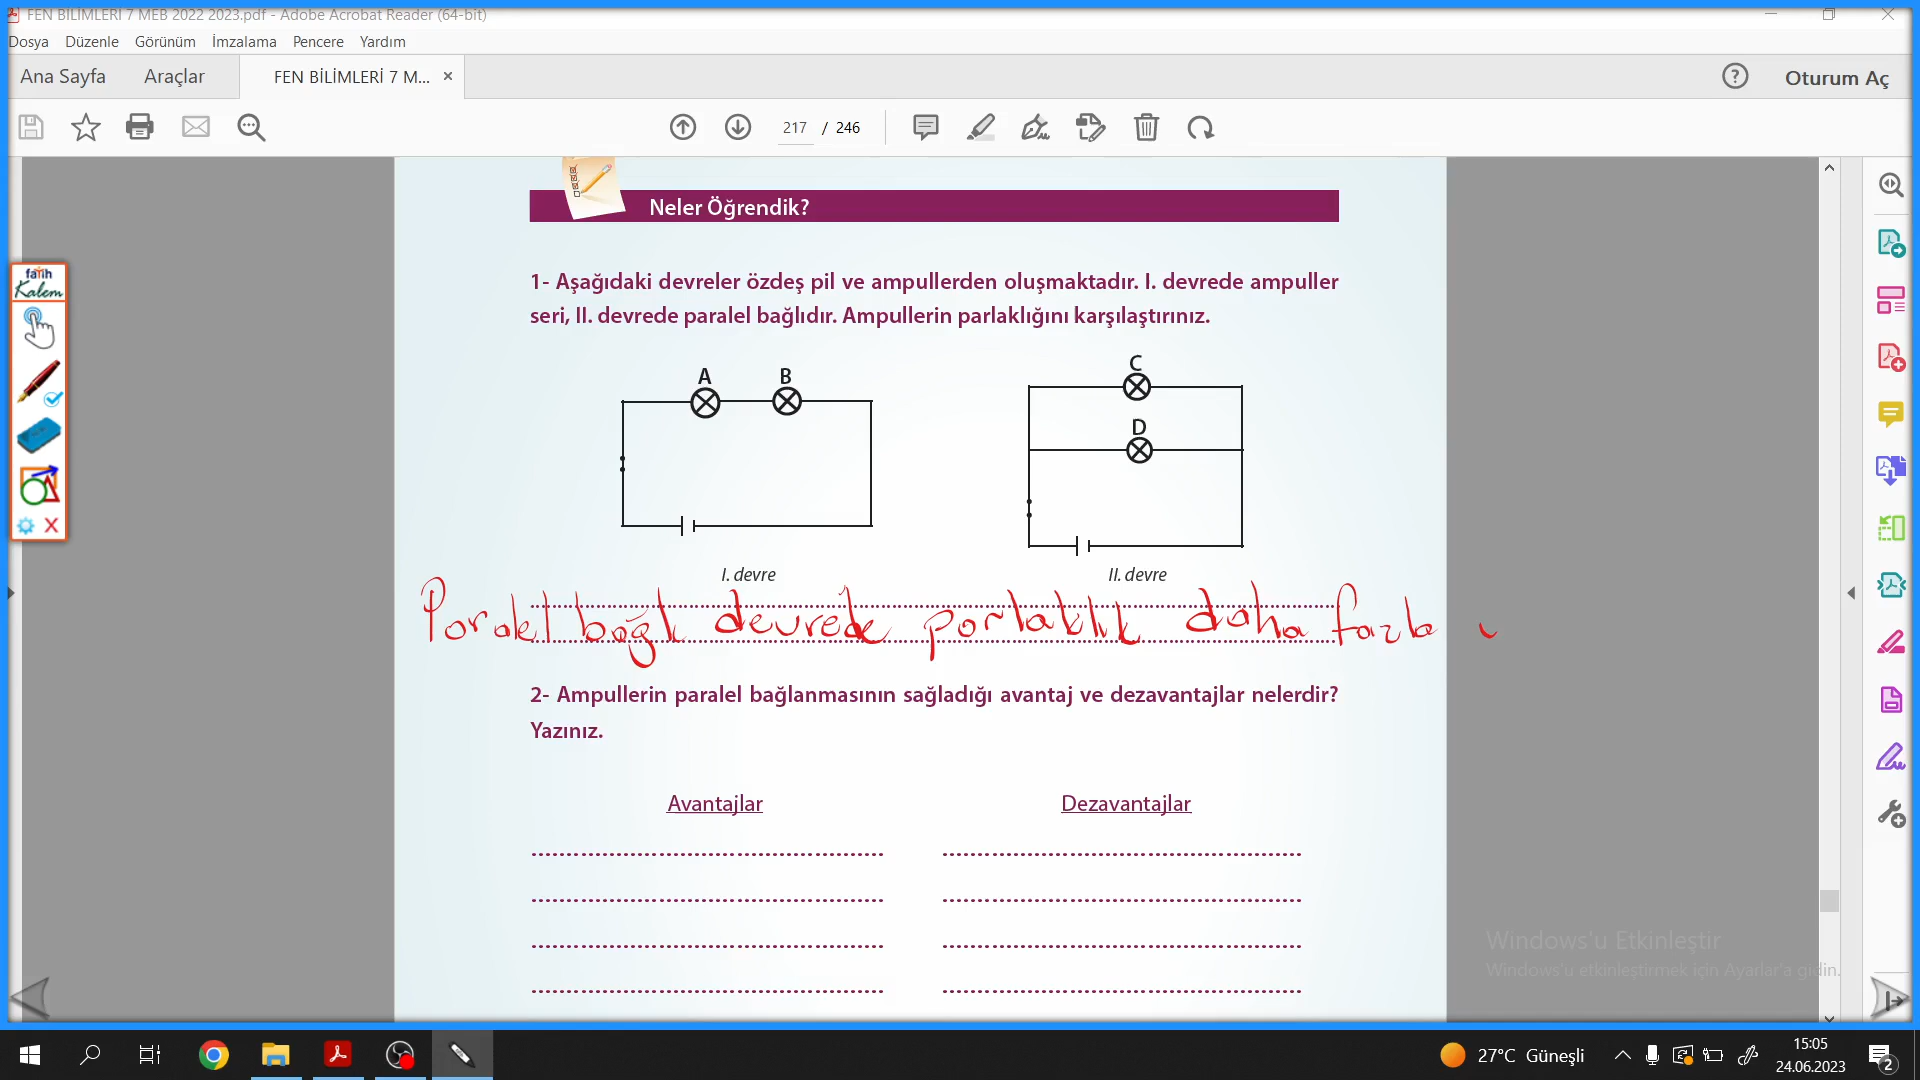 FEN BİLİMLERİ 7 MEB 2022 2023.pdf - Adobe Acrobat Reader (64-bit)
Dosya Düzenle Görünüm İmzalama Pencere Yardım
Ana Sayfa Araçlar FEN BİLİMLERİ 7 M... × Oturum Aç
217 / 246
Neler Öğrendik?
fatih
Kalem
1- Aşağıdaki devreler özdeş pil ve ampullerden oluşmaktadır. I. devrede ampuller
seri, II. devrede paralel bağlıdır. Ampullerin parlaklığını karşılaştırınız.
A B
C
D
I. devre II. devre
Paralel bağlı devrede parlaklık daha fazla
2- Ampullerin paralel bağlanmasının sağladığı avantaj ve dezavantajlar nelerdir?
Yazınız.
Avantajlar Dezavantajlar
Windows'u Etkinleştir
Windows'u etkinleştirmek için Ayarlar'a gidin.
27°C Güneşli
15:05
24.06.2023
2